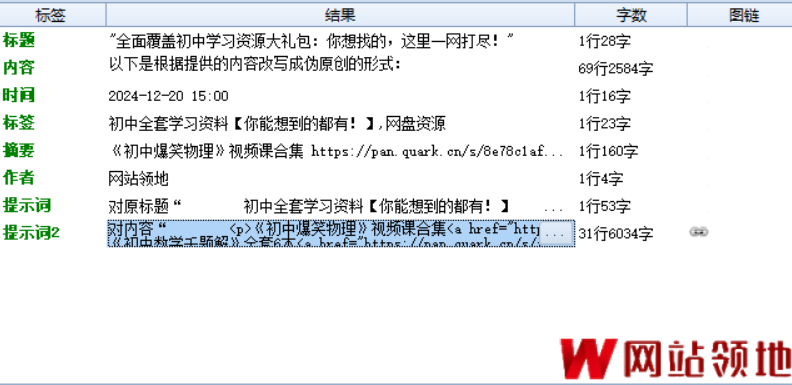 标签 结果 字数 图链
标题 "全面覆盖初中学习资源大礼包：你想找的，这里一网打尽！" 1行28字
内容 以下是根据提供的内容改写成伪原创的形式： 69行2584字
时间 2024-12-20 15:00 1行16字
标签 初中全套学习资料【你能想到的都有！】,网盘资源 1行23字
摘要 《初中爆笑物理》视频课合集 https://pan.quark.cn/s/8e78c1af... 1行160字
作者 网站领地 1行4字
提示词 对原标题“ 初中全套学习资料【你能想到的都有！】 ... 1行53字
提示词2 对内容“ <p>《初中爆笑物理》视频课合集<a href="http ... 31行6034字
《初中数学千题解》全套6本<a href="https://pan.quark.cn/s/
网站领地